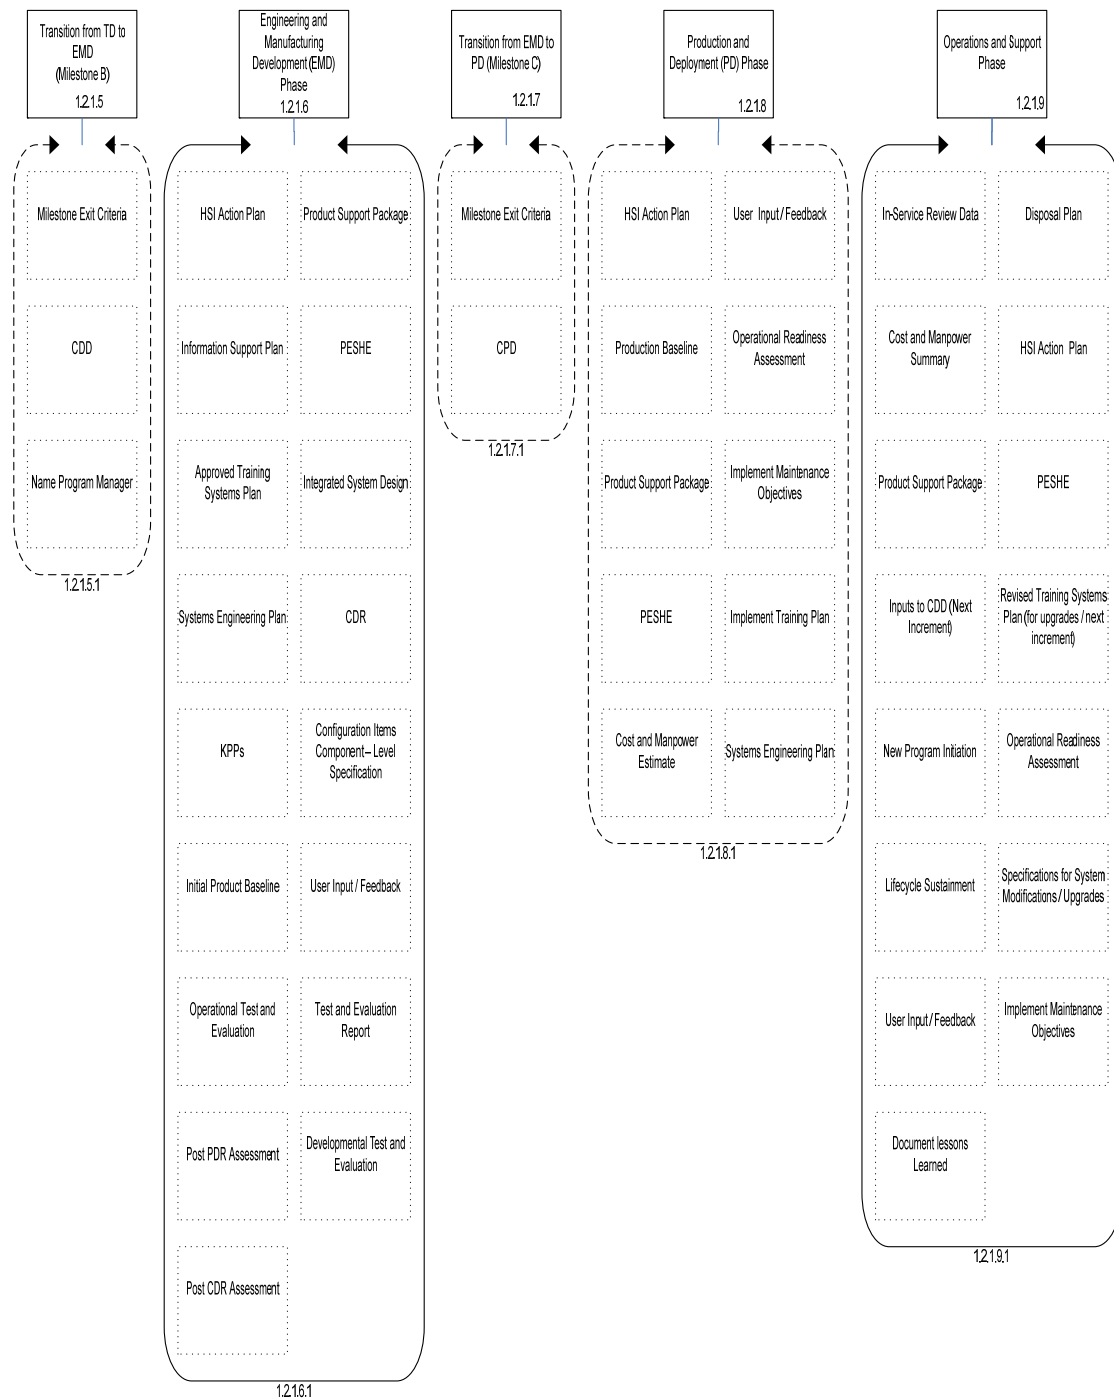 Transition from TD to
EMD
(Milestone B)
1.2.1.5
Engineering and
Manufacturing
Development (EMD)
Phase
1.2.1.6
Transition from EMD to
PD (Milestone C)
1.2.1.7
Production and
Deployment (PD) Phase
1.2.1.8
Operations and Support
Phase
1.2.1.9
Milestone Exit Criteria
CDD
Name Program Manager
1.2.1.5.1
HSI Action Plan
Product Support Package
Information Support Plan
PESHE
Approved Training
Systems Plan
Integrated System Design
Systems Engineering Plan
CDR
KPPs
Configuration Items
Component – Level
Specification
Initial Product Baseline
User Input / Feedback
Operational Test and
Evaluation
Test and Evaluation
Report
Post PDR Assessment
Developmental Test and
Evaluation
Post CDR Assessment
1.2.1.6.1
Milestone Exit Criteria
CPD
1.2.1.7.1
HSI Action Plan
User Input / Feedback
Production Baseline
Operational Readiness
Assessment
Product Support Package
Implement Maintenance
Objectives
PESHE
Implement Training Plan
Cost and Manpower
Estimate
Systems Engineering Plan
1.2.1.8.1
In-Service Review Data
Disposal Plan
Cost and Manpower
Summary
HSI Action Plan
Product Support Package
PESHE
Inputs to CDD (Next
Increment)
Revised Training Systems
Plan (for upgrades / next
increment)
New Program Initiation
Operational Readiness
Assessment
Lifecycle Sustainment
Specifications for System
Modifications / Upgrades
User Input / Feedback
Implement Maintenance
Objectives
Document lessons
Learned
1.2.1.9.1